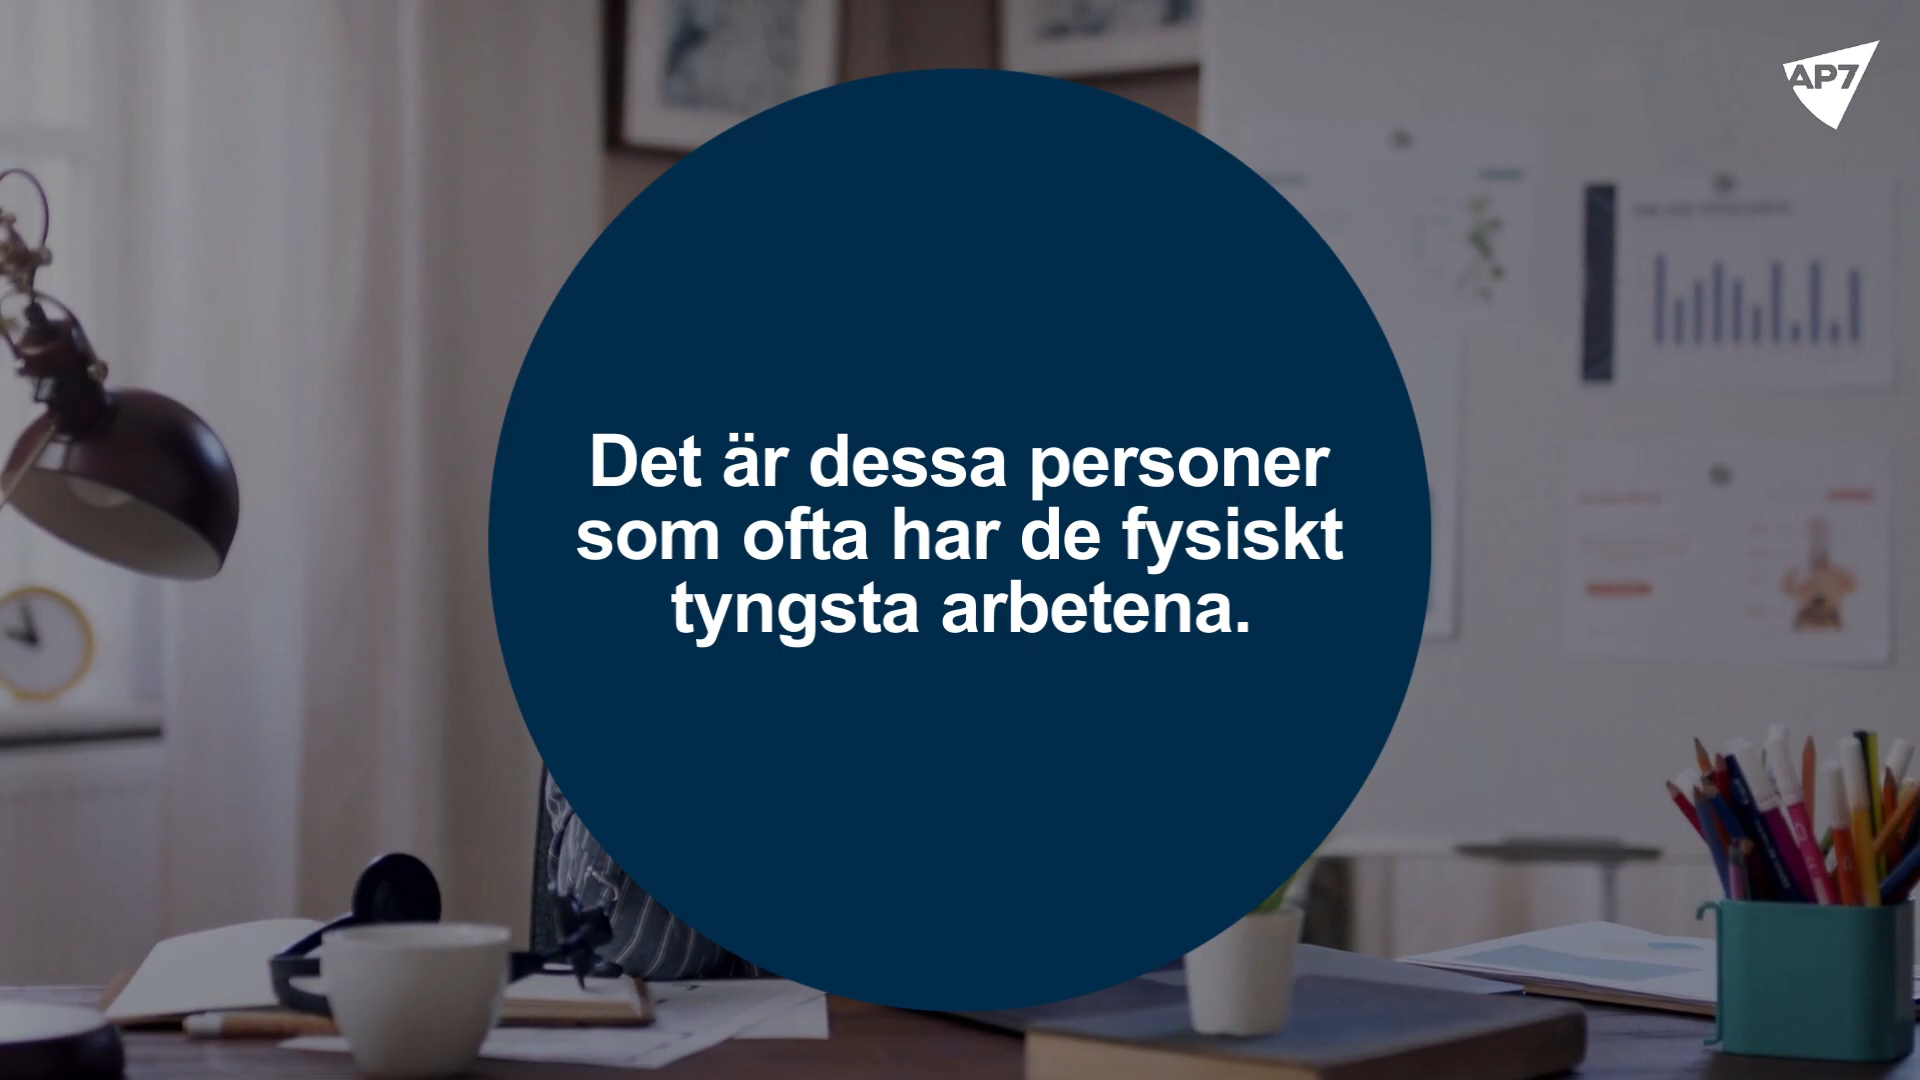 AP7
Det är dessa personer
som ofta har de fysiskt
tyngsta arbetena.